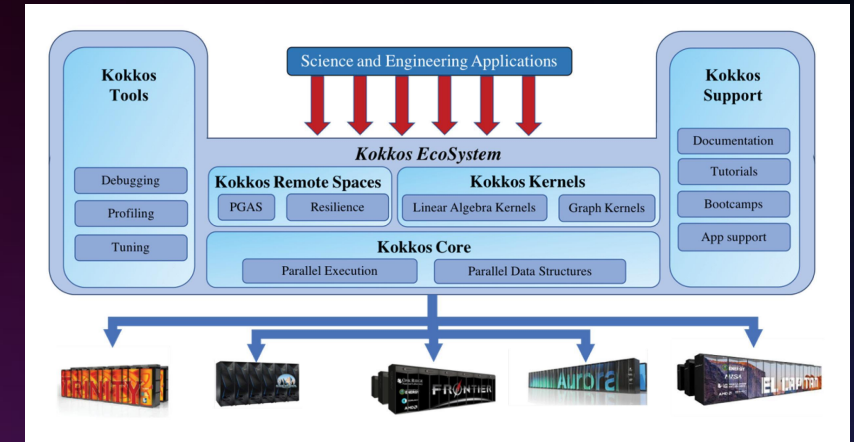 Science and Engineering Applications
Kokkos
Tools
Debugging
Profiling
Tuning
Kokkos EcoSystem
Kokkos Remote Spaces
PGAS
Resilience
Kokkos Kernels
Linear Algebra Kernels
Graph Kernels
Kokkos Core
Parallel Execution
Parallel Data Structures
Kokkos
Support
Documentation
Tutorials
Bootcamps
App support
TRINITY
FRONTIER
AMD
Aurora
EL CAPITAN